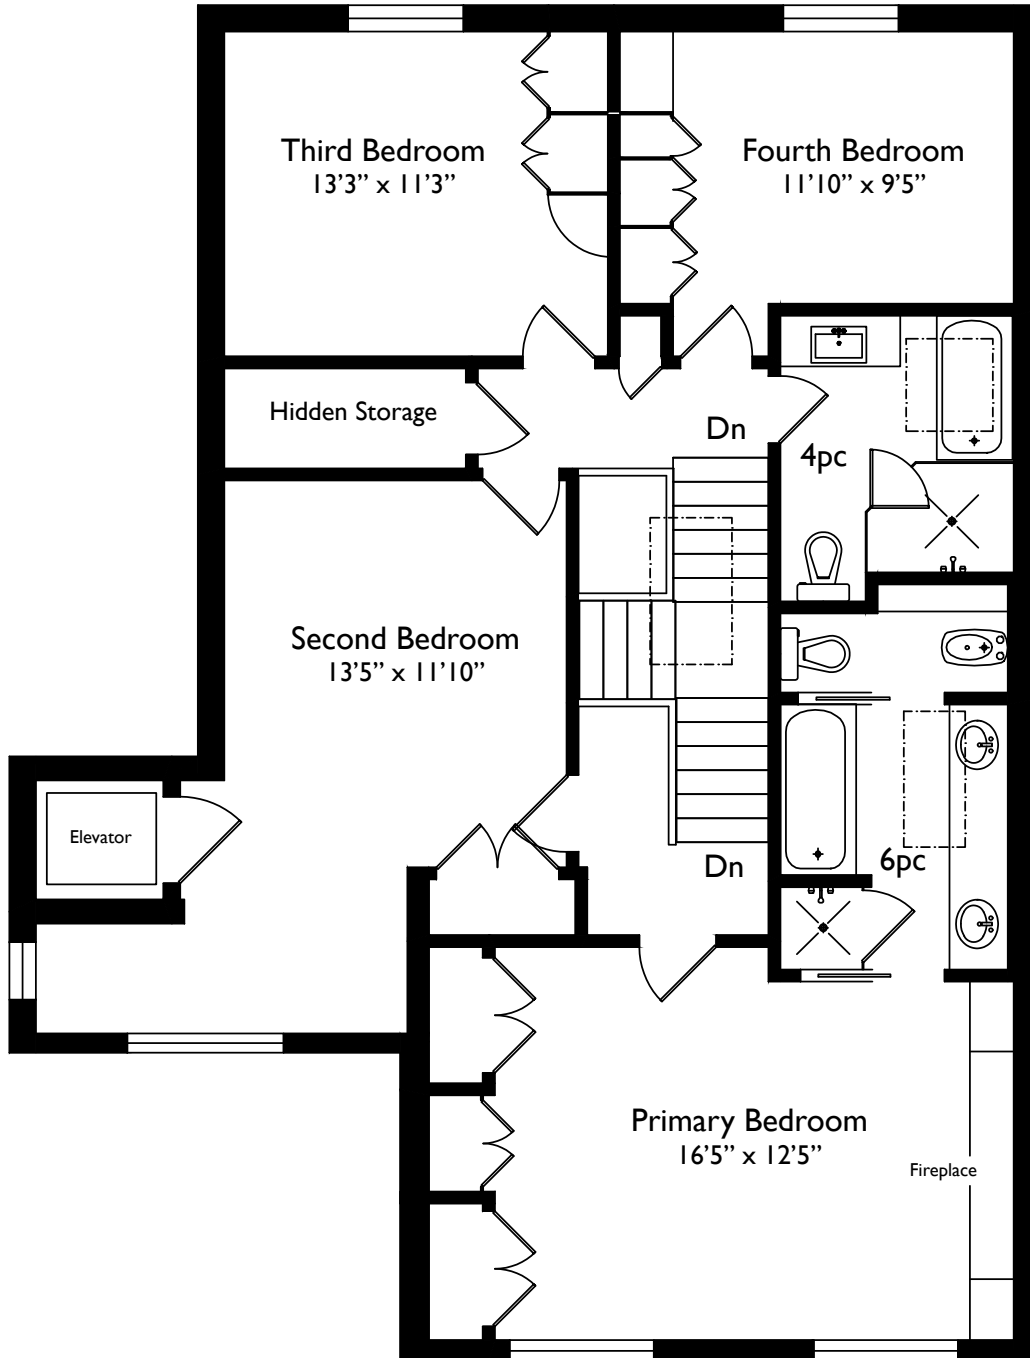 Third Bedroom
13’3” x 11’3”
Fourth Bedroom
11’10” x 9’5”
Hidden Storage
Dn
4pc
Second Bedroom
13’5” x 11’10”
Elevator
Dn
6pc
Primary Bedroom
16’5” x 12’5”
Fireplace